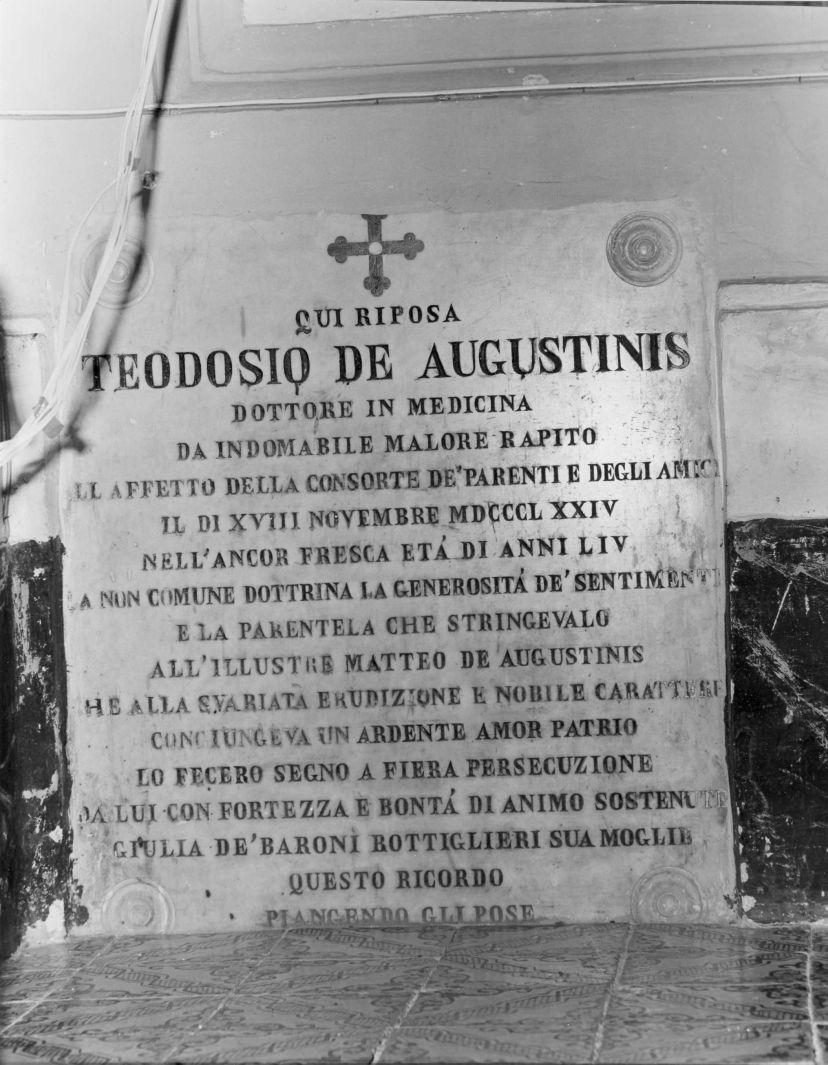 QUI RIPOSA
TEODOSIO DE AUGUSTINIS
DOTTORE IN MEDICINA
DA INDOMABILE MALORE RAPITO
LL AFFETTO DELLA CONSORTE DE'PARENTI E DEGLI AMICI
IL DI XVIII NOVEMBRE MDCCCL XXIV
NELL'ANCOR FRESCA ETÁ DI ANNI LIV
A NON COMUNE DOTTRINA LA GENEROSITÁ DE'SENTIMENTI
E LA PARENTELA CHE STRINGEVALO
ALL'ILLUSTRE MATTEO DE AUGUSTINIS
HE ALLA SVARIATA ERUDIZIONE E NOBILE CARATTERE
CONCIUNGEVA UN ARDENTE AMOR PATRIO
LO FECERO SEGNO A FIERA PERSECUZIONE
DA LUI CON FORTEZZA E BONTÁ DI ANIMO SOSTENUTE
GIULIA DE'BARONI BOTTIGLIERI SUA MOGLIE
QUESTO RICORDO
PIANGENDO GLI POSE